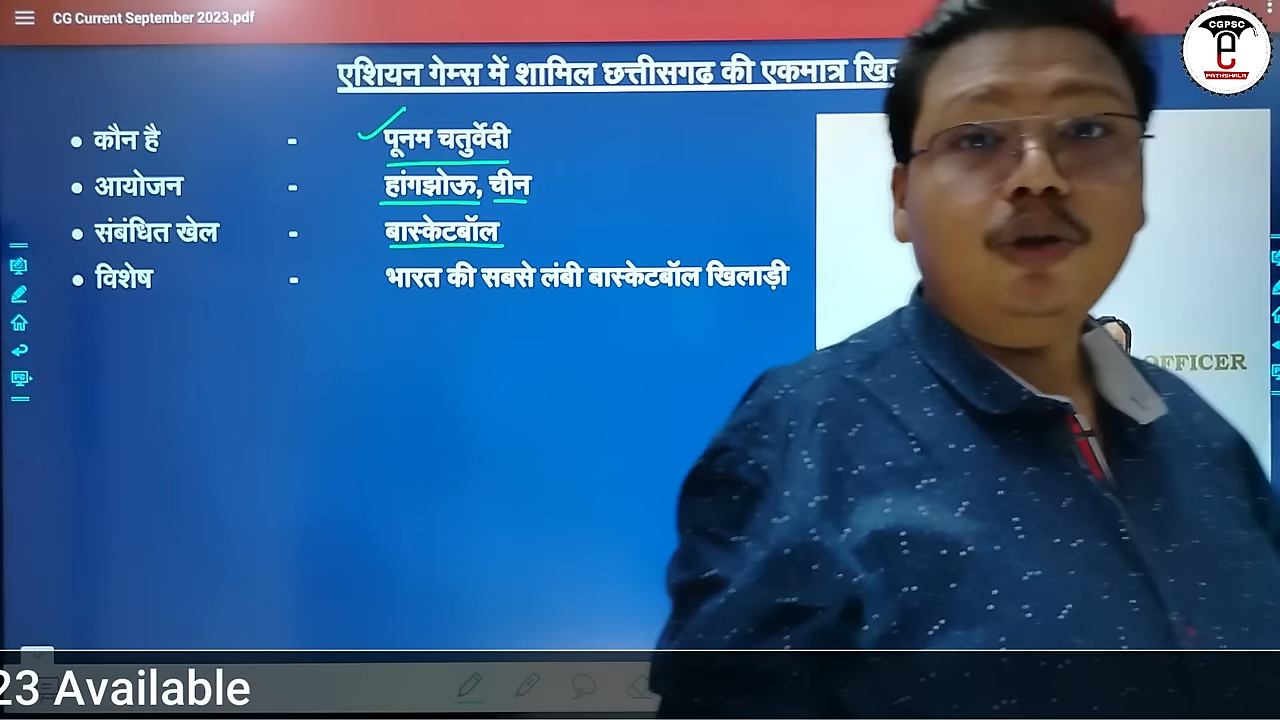 CG Current September 2023.pdf
CGPSC
e
PATHSHALA
एशियन गेम्स में शामिल छत्तीसगढ की एकमात्र
• कौन है - पूनम चतुर्वेदी
• आयोजन - हांगझोऊ, चीन
• संबंधित खेल - बास्केटबॉल
• विशेष - भारत की सबसे लंबी बास्केटबॉल खिलाड़ी
OFFICER
23 Available